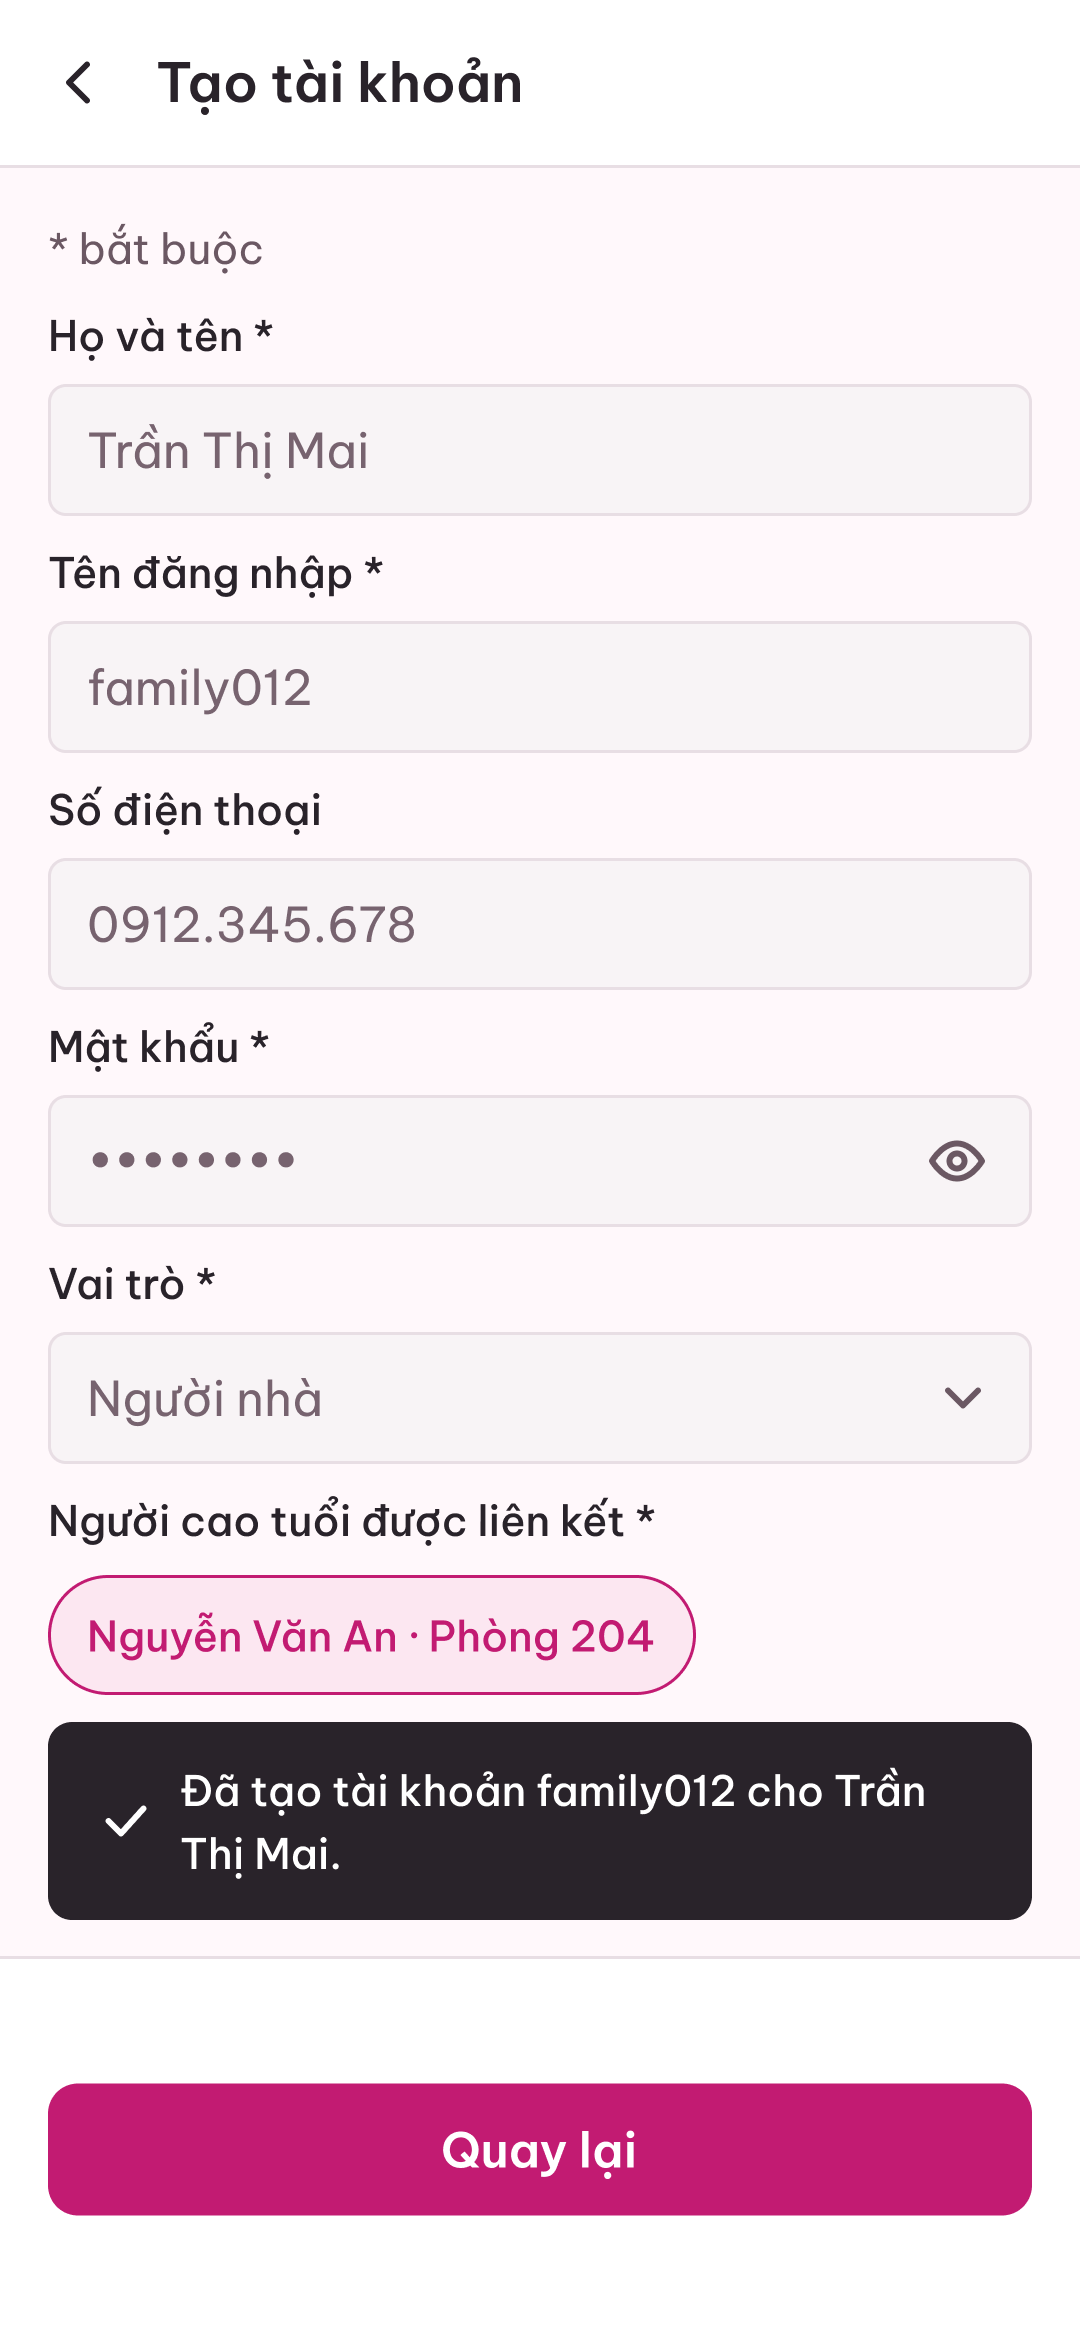 Tạo tài khoản
* bắt buộc
Họ và tên *
Trần Thị Mai
Tên đăng nhập *
family012
Số điện thoại
0912.345.678
Mật khẩu *
••••••••
Vai trò *
Người nhà
Người cao tuổi được liên kết *
Nguyễn Văn An · Phòng 204
Đã tạo tài khoản family012 cho Trần
Thị Mai.
Quay lại